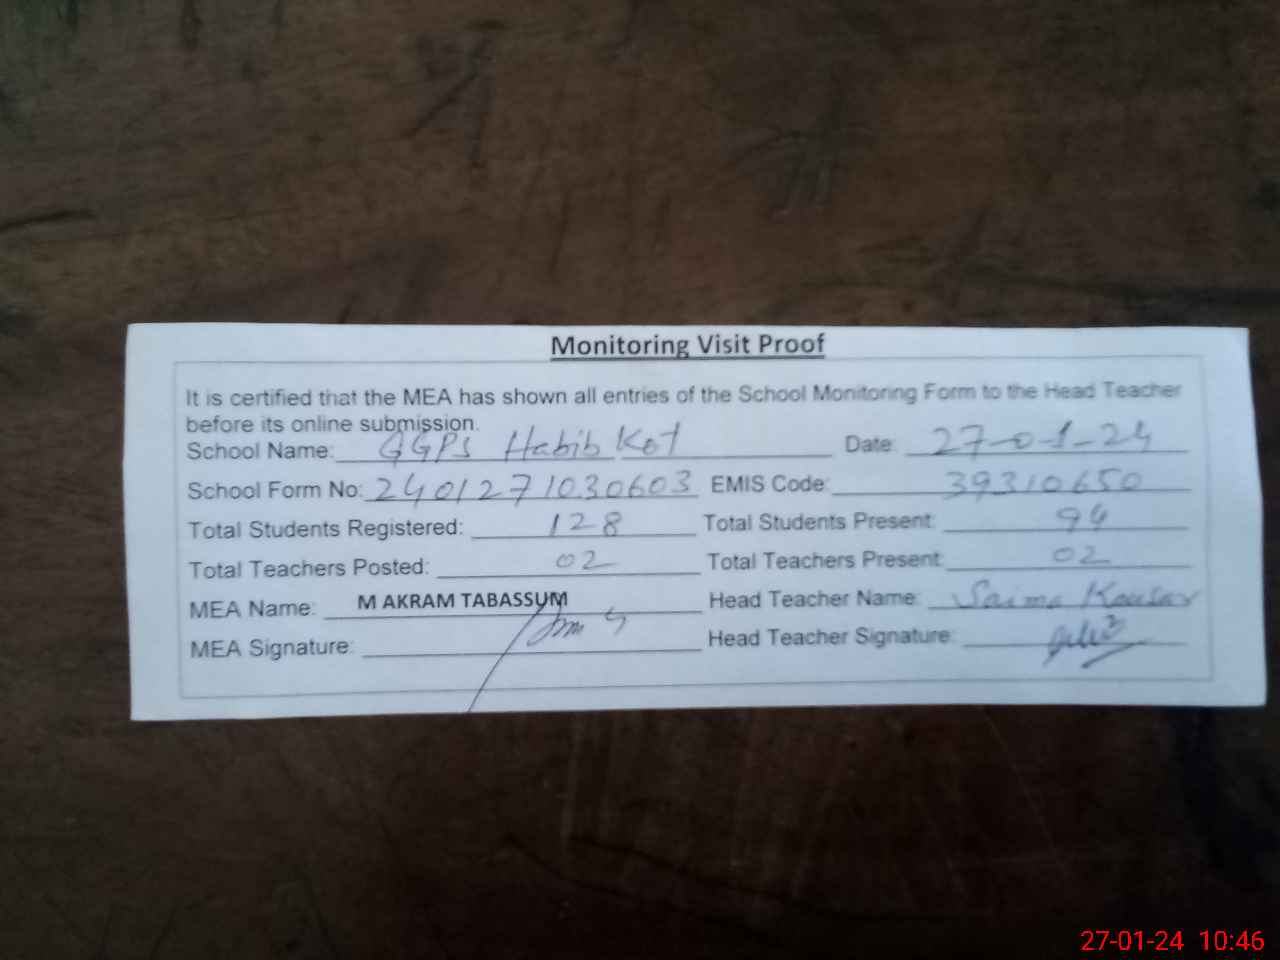 Monitoring Visit Proof
It is certified that the MEA has shown all entries of the School Monitoring Form to the Head Teacher
before its online submission.
School Name: GGPS Habib Kot Date: 27-01-24
School Form No: 2401271030603 EMIS Code: 39310650
Total Students Registered: 128 Total Students Present: 94
Total Teachers Posted: 02 Total Teachers Present: 02
MEA Name: M AKRAM TABASSUM Head Teacher Name: Saima Kousar
MEA Signature: Head Teacher Signature:
27-01-24 10:46